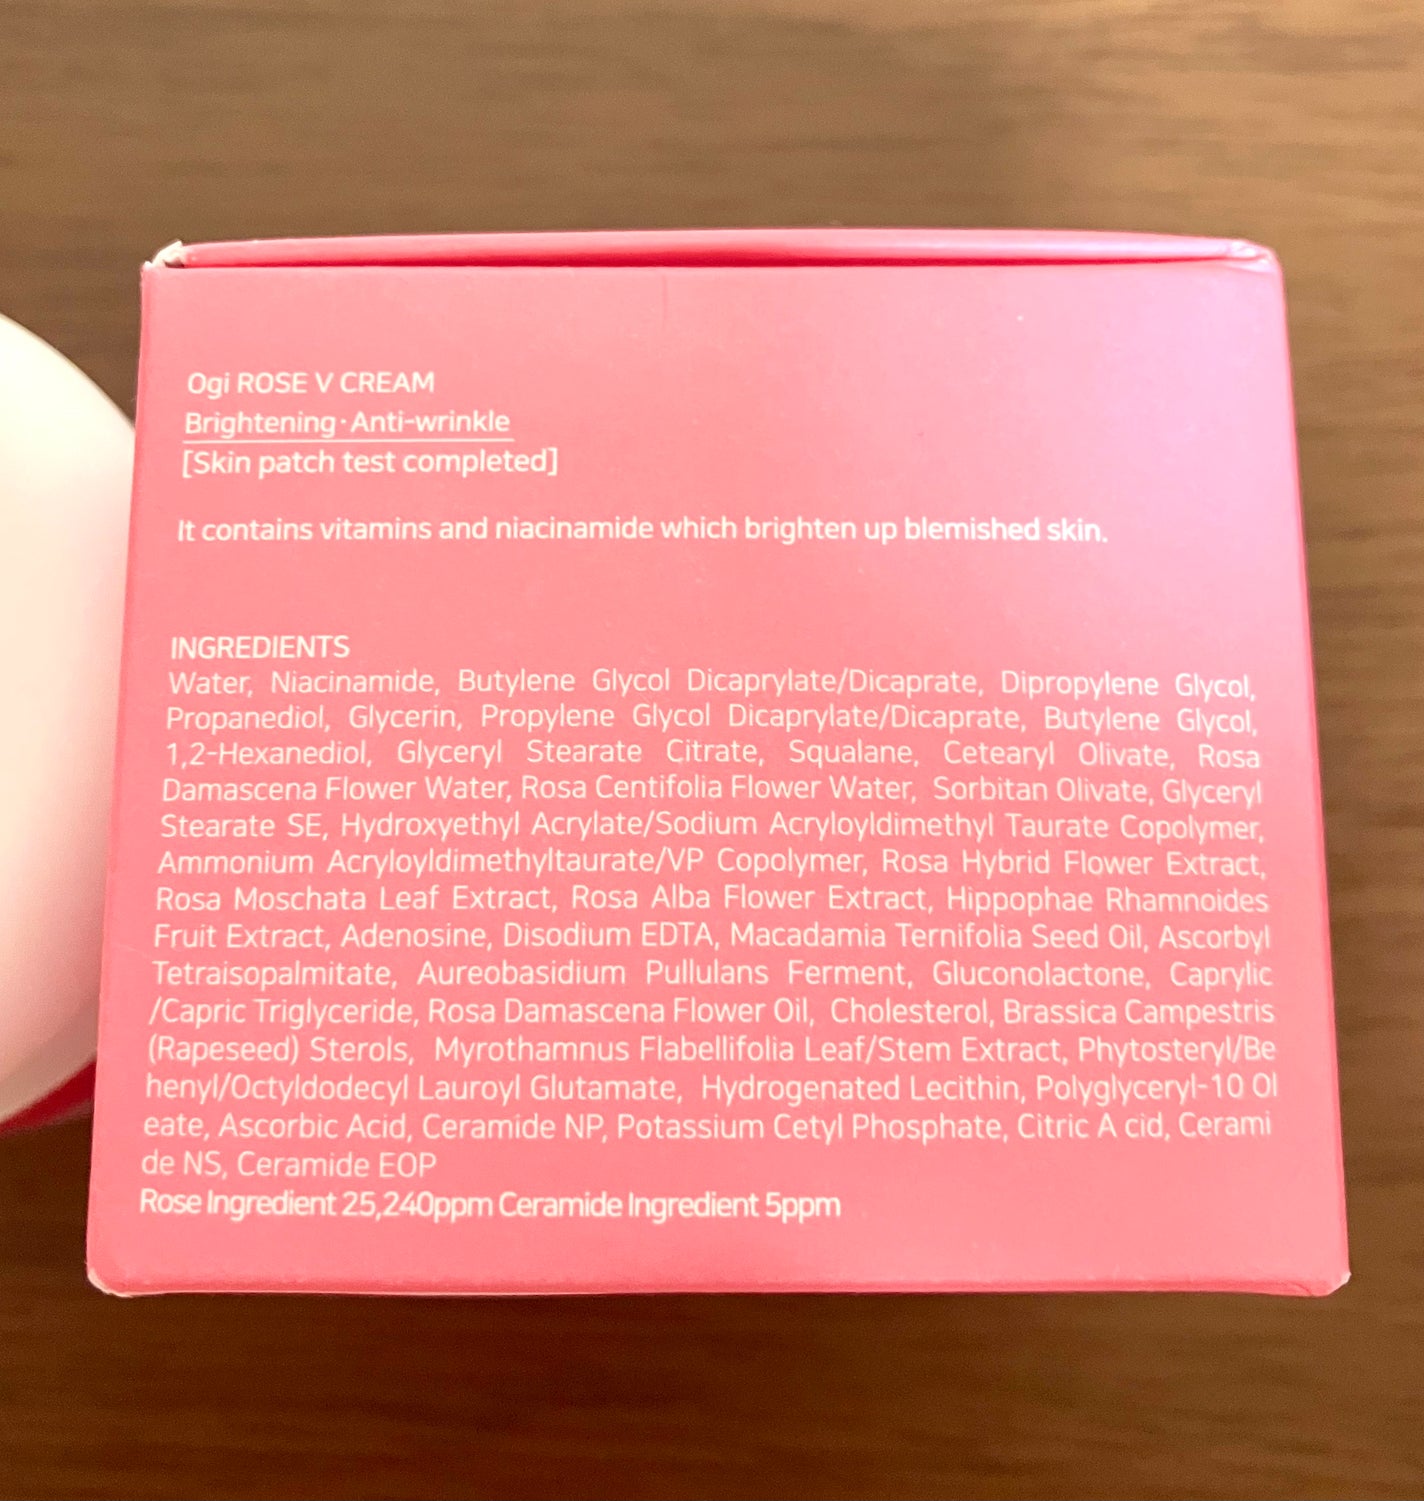 Ogi ROSE V CREAM
Brightening·Anti-wrinkle
[Skin patch test completed]
It contains vitamins and niacinamide which brighten up blemished skin.
INGREDIENTS
Water, Niacinamide, Butylene Glycol Dicaprylate/Dicaprate, Dipropylene Glycol,
Propanediol, Glycerin, Propylene Glycol Dicaprylate/Dicaprate, Butylene Glycol,
1,2-Hexanediol, Glyceryl Stearate Citrate, Squalane, Cetearyl Olivate, Rosa
Damascena Flower Water, Rosa Centifolia Flower Water, Sorbitan Olivate, Glyceryl
Stearate SE, Hydroxyethyl Acrylate/Sodium Acryloyldimethyl Taurate Copolymer,
Ammonium Acryloyldimethyltaurate/VP Copolymer, Rosa Hybrid Flower Extract,
Rosa Moschata Leaf Extract, Rosa Alba Flower Extract, Hippophae Rhamnoides
Fruit Extract, Adenosine, Disodium EDTA, Macadamia Ternifolia Seed Oil, Ascorbyl
Tetraisopalmitate, Aureobasidium Pullulans Ferment, Gluconolactone, Caprylic
/Capric Triglyceride, Rosa Damascena Flower Oil, Cholesterol, Brassica Campestris
(Rapeseed) Sterols, Myrothamnus Flabellifolia Leaf/Stem Extract, Phytosteryl/Be
henyl/Octyldodecyl Lauroyl Glutamate, Hydrogenated Lecithin, Polyglyceryl-10 Ol
eate, Ascorbic Acid, Ceramide NP, Potassium Cetyl Phosphate, Citric A cid, Cerami
de NS, Ceramide EOP
Rose Ingredient 25,240ppm Ceramide Ingredient 5ppm